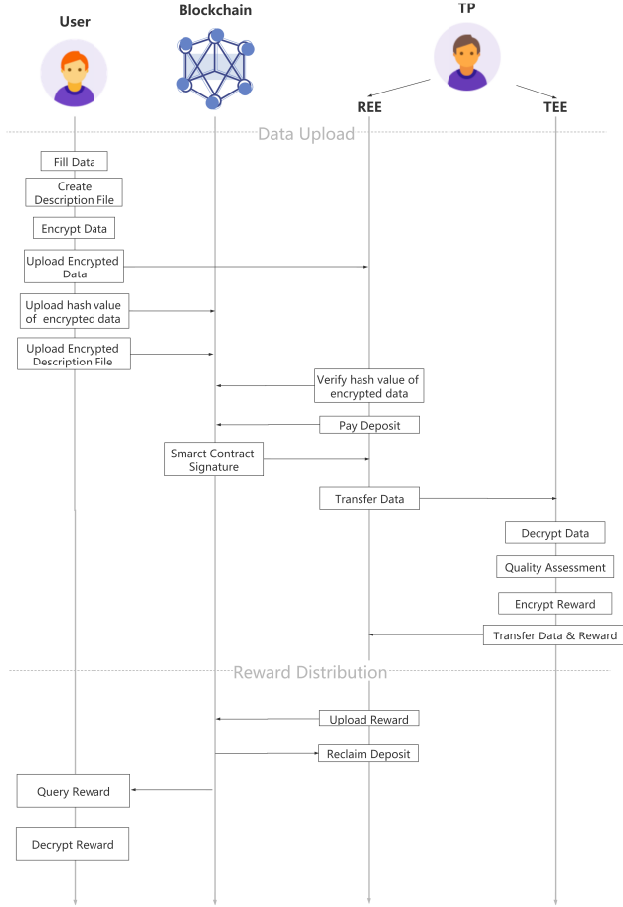 User
Blockchain
TP
REE
TEE
Data Upload
Fill Data
Create
Description File
Encrypt Data
Upload Encrypted
Data
Upload hash value
of encrypted data
Upload Encrypted
Description File
Verify hash value of
encrypted data
Pay Deposit
Smarct Contract
Signature
Transfer Data
Decrypt Data
Quality Assessment
Encrypt Reward
Transfer Data & Reward
Reward Distribution
Upload Reward
Reclaim Deposit
Query Reward
Decrypt Reward